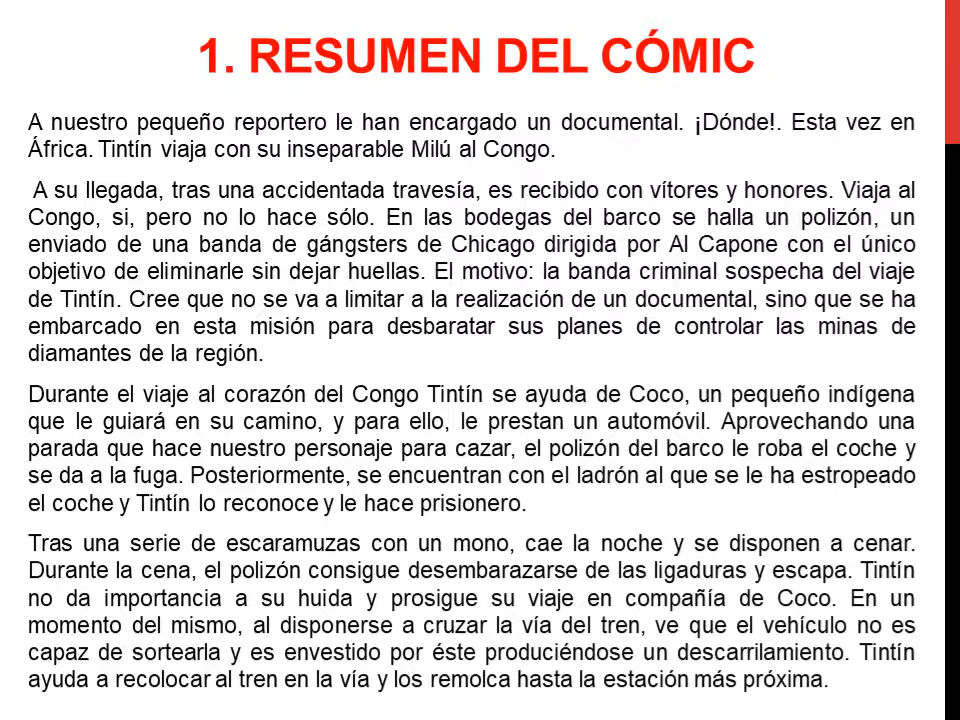 1. RESUMEN DEL CÓMIC
A nuestro pequeño reportero le han encargado un documental. ¡Dónde!. Esta vez en
África. Tintín viaja con su inseparable Milú al Congo.
A su llegada, tras una accidentada travesía, es recibido con vítores y honores. Viaja al
Congo, si, pero no lo hace sólo. En las bodegas del barco se halla un polizón, un
enviado de una banda de gángsters de Chicago dirigida por Al Capone con el único
objetivo de eliminarle sin dejar huellas. El motivo: la banda criminal sospecha del viaje
de Tintín. Cree que no se va a limitar a la realización de un documental, sino que se ha
embarcado en esta misión para desbaratar sus planes de controlar las minas de
diamantes de la región.
Durante el viaje al corazón del Congo Tintín se ayuda de Coco, un pequeño indígena
que le guiará en su camino, y para ello, le prestan un automóvil. Aprovechando una
parada que hace nuestro personaje para cazar, el polizón del barco le roba el coche y
se da a la fuga. Posteriormente, se encuentran con el ladrón al que se le ha estropeado
el coche y Tintín lo reconoce y le hace prisionero.
Tras una serie de escaramuzas con un mono, cae la noche y se disponen a cenar.
Durante la cena, el polizón consigue desembarazarse de las ligaduras y escapa. Tintín
no da importancia a su huida y prosigue su viaje en compañía de Coco. En un
momento del mismo, al disponerse a cruzar la vía del tren, ve que el vehículo no es
capaz de sortearla y es envestido por éste produciéndose un descarrilamiento. Tintín
ayuda a recolocar al tren en la vía y los remolca hasta la estación más próxima.